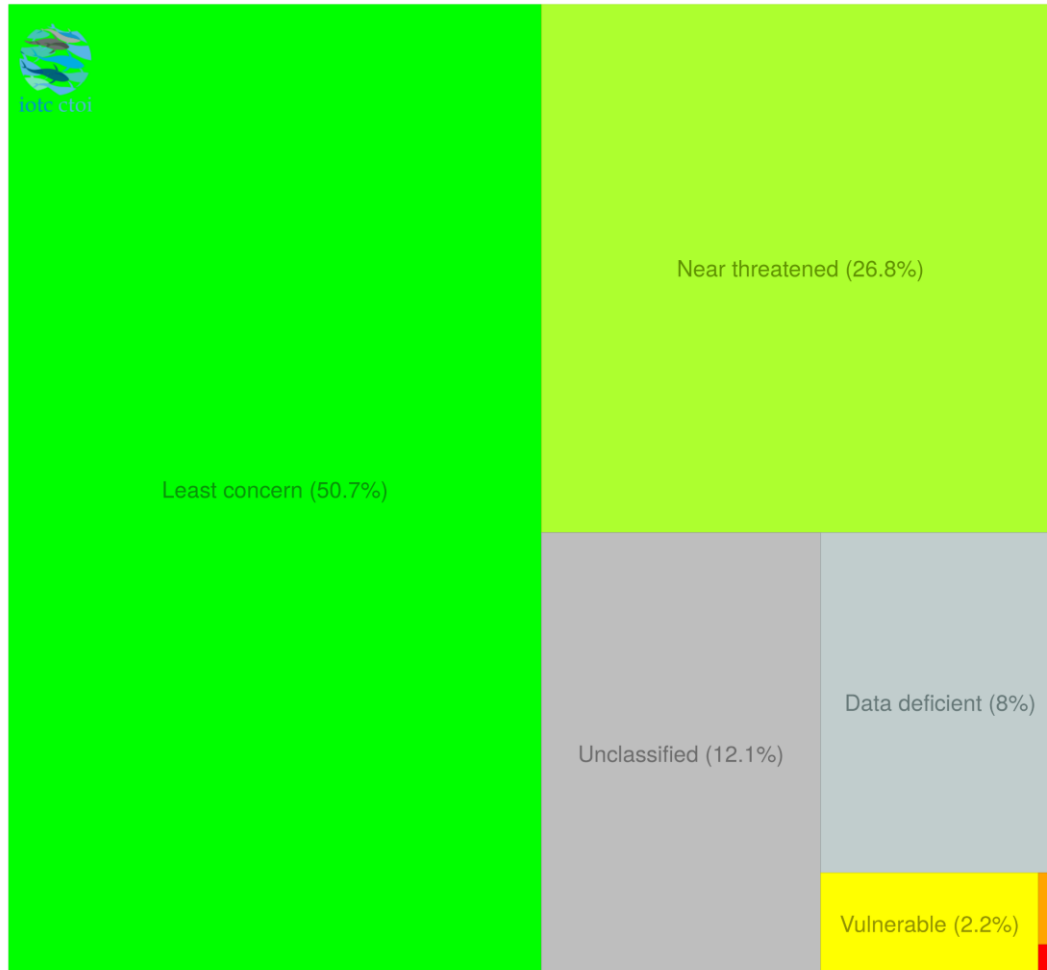 iotc ctoi
Near threatened (26.8%)
Least concern (50.7%)
Data deficient (8%)
Unclassified (12.1%)
Vulnerable (2.2%)